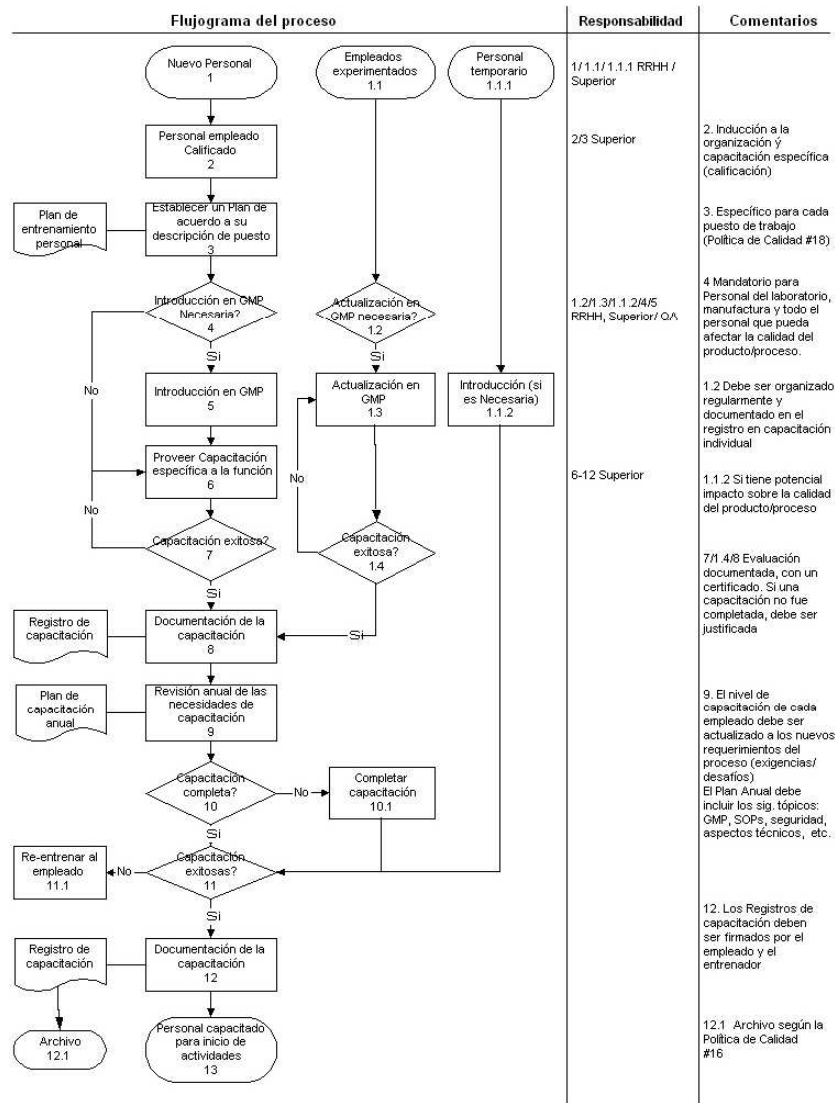 Flujograma del proceso
Responsabilidad
Comentarios
Nuevo Personal
1
Empleados
experimentados
1.1
Personal
temporario
1.1.1
1/ 1.1/ 1.1.1 RRHH /
Superior
Personal empleado
Calificado
2
2/3 Superior
2. Inducción a la
organización ý
capacitación específica
(calificación)
Plan de
entrenamiento
personal
Establecer un Plan de
acuerdo a su
descripción de puesto
3
3. Específico para cada
puesto de trabajo
(Política de Calidad #18)
Introducción en GMP
Necesaria?
4
Actualización en
GMP necesaria?
1.2
1.2/1.3/1.1.2/4/5
RRHH, Superior/ QA
4 Mandatorio para
Personal del laboratorio,
manufactura y todo el
personal que pueda
afectar la calidad del
producto/proceso.
Si
Si
No
Introducción en GMP
5
Actualización en
GMP
1.3
Introducción (si
es Necesaria)
1.1.2
1.2 Debe ser organizado
regularmente y
documentado en el
registro en capacitación
individual
Proveer Capacitación
específica a la función
6
No
6-12 Superior
1.1.2 Si tiene potencial
impacto sobre la calidad
del producto/proceso
No
Capacitación exitosa?
7
Capacitación
exitosa?
1.4
7/1.4/8 Evaluación
documentada, con un
certificado. Si una
capacitación no fue
completada, debe ser
justificada
Si
Registro de
capacitación
Documentación de la
capacitación
8
Si
Plan de
capacitación
anual
Revisión anual de las
necesidades de
capacitación
9
9. El nivel de
capacitación de cada
empleado debe ser
actualizado a los nuevos
requerimientos del
proceso (exigencias/
desafíos)
El Plan Anual debe
incluir los sig. tópicos:
GMP, SOPs, seguridad,
aspectos técnicos, etc.
Capacitación
completa?
10
No
Completar
capacitación
10.1
Si
Re-entrenar al
empleado
11.1
No
Capacitación
exitosas?
11
Si
Registro de
capacitación
Documentación de la
capacitación
12
12. Los Registros de
capacitación deben
ser firmados por el
empleado y el
entrenador
Archivo
12.1
Personal capacitado
para inicio de
actividades
13
12.1 Archivo según la
Política de Calidad
#16